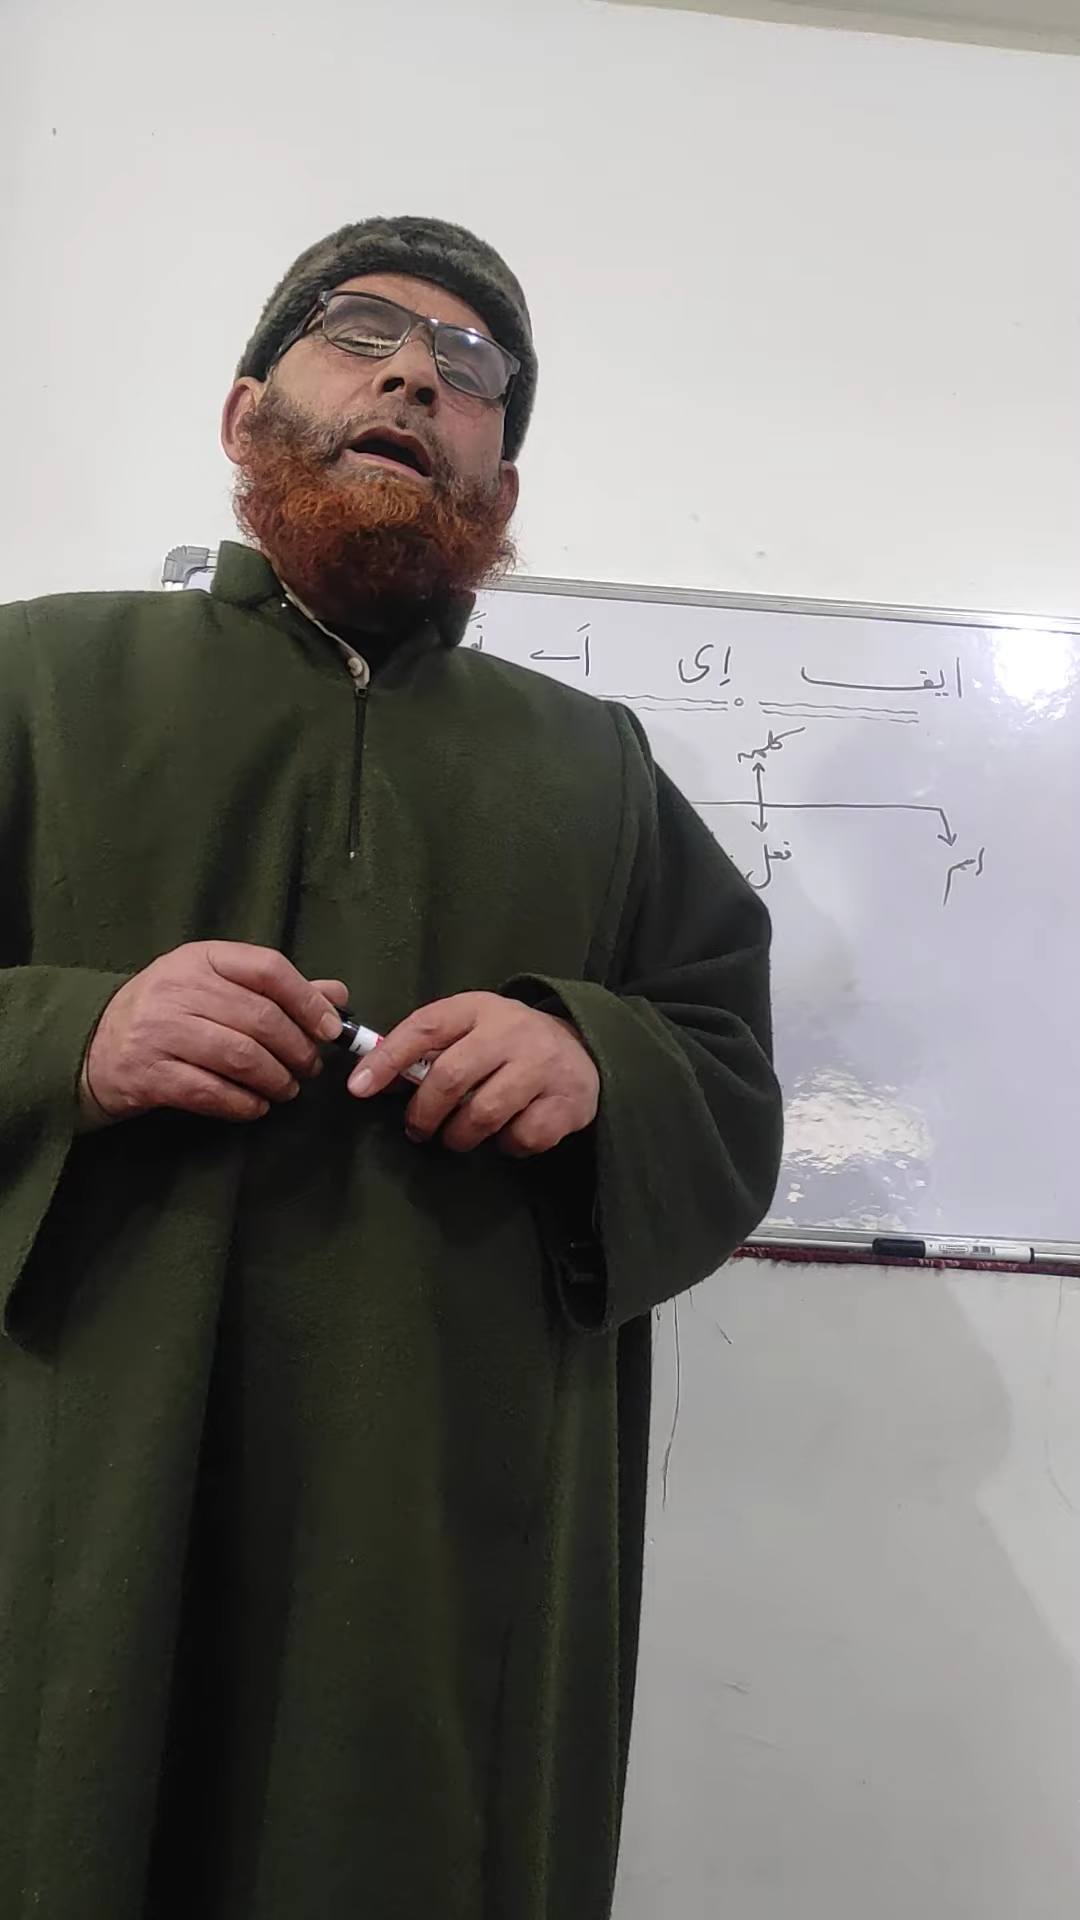 ایف اِی اَے
کلمہ
اسم فعل